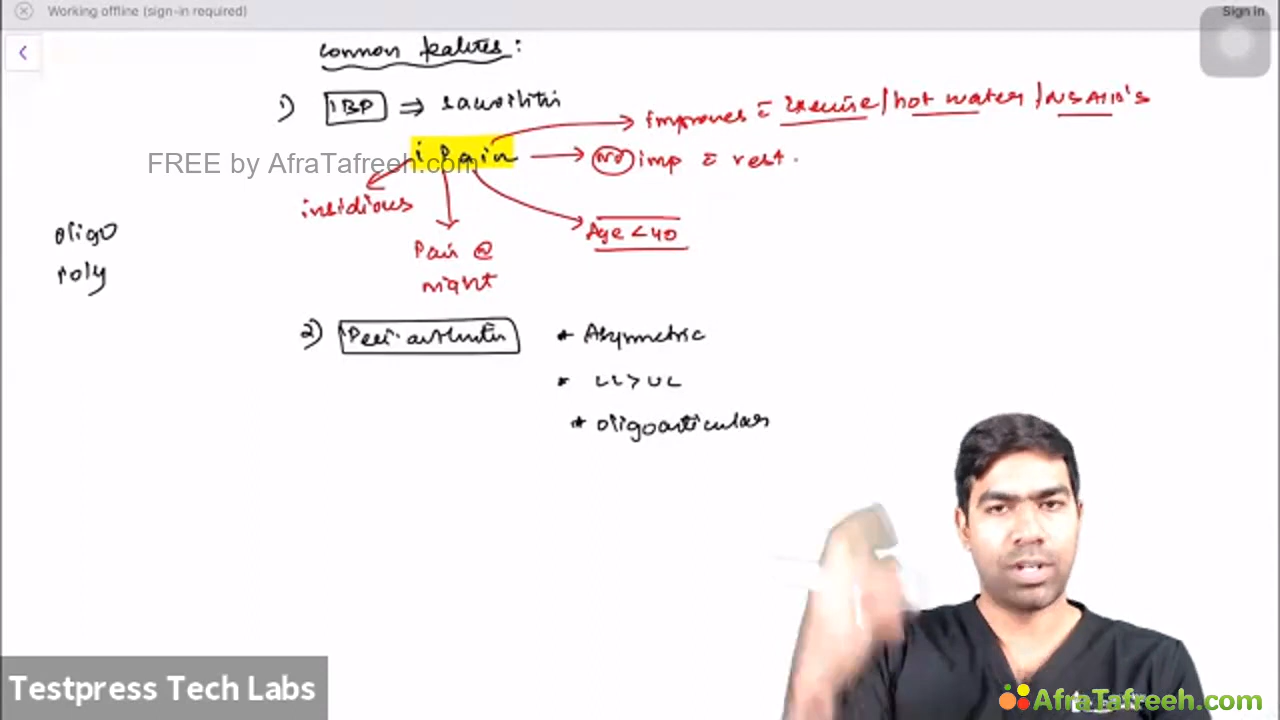 Working offline (sign-in required)
Sign in
common features:
1) IBP ⇒ sacroilitis
Improves c̄ Exercise / hot water / NSAID's
FREE by AfraTafreeh.com
i Pain
No imp c̄ rest
insidious
Age < 40
Pain @
night
oligo
Poly
2) Peri-arthritis
* Asymmetric
* LL > UL
* oligoarticular
Testpress Tech Labs
AfraTafreeh.com